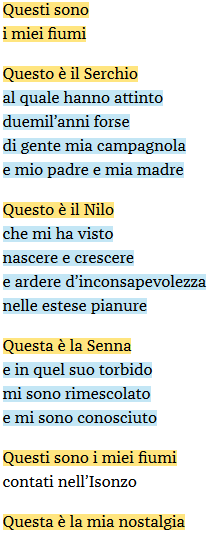 Questi sono
i miei fiumi
Questo è il Serchio
al quale hanno attinto
duemil’anni forse
di gente mia campagnola
e mio padre e mia madre
Questo è il Nilo
che mi ha visto
nascere e crescere
e ardere d’inconsapevolezza
nelle estese pianure
Questa è la Senna
e in quel suo torbido
mi sono rimescolato
e mi sono conosciuto
Questi sono i miei fiumi
contati nell’Isonzo
Questa è la mia nostalgia